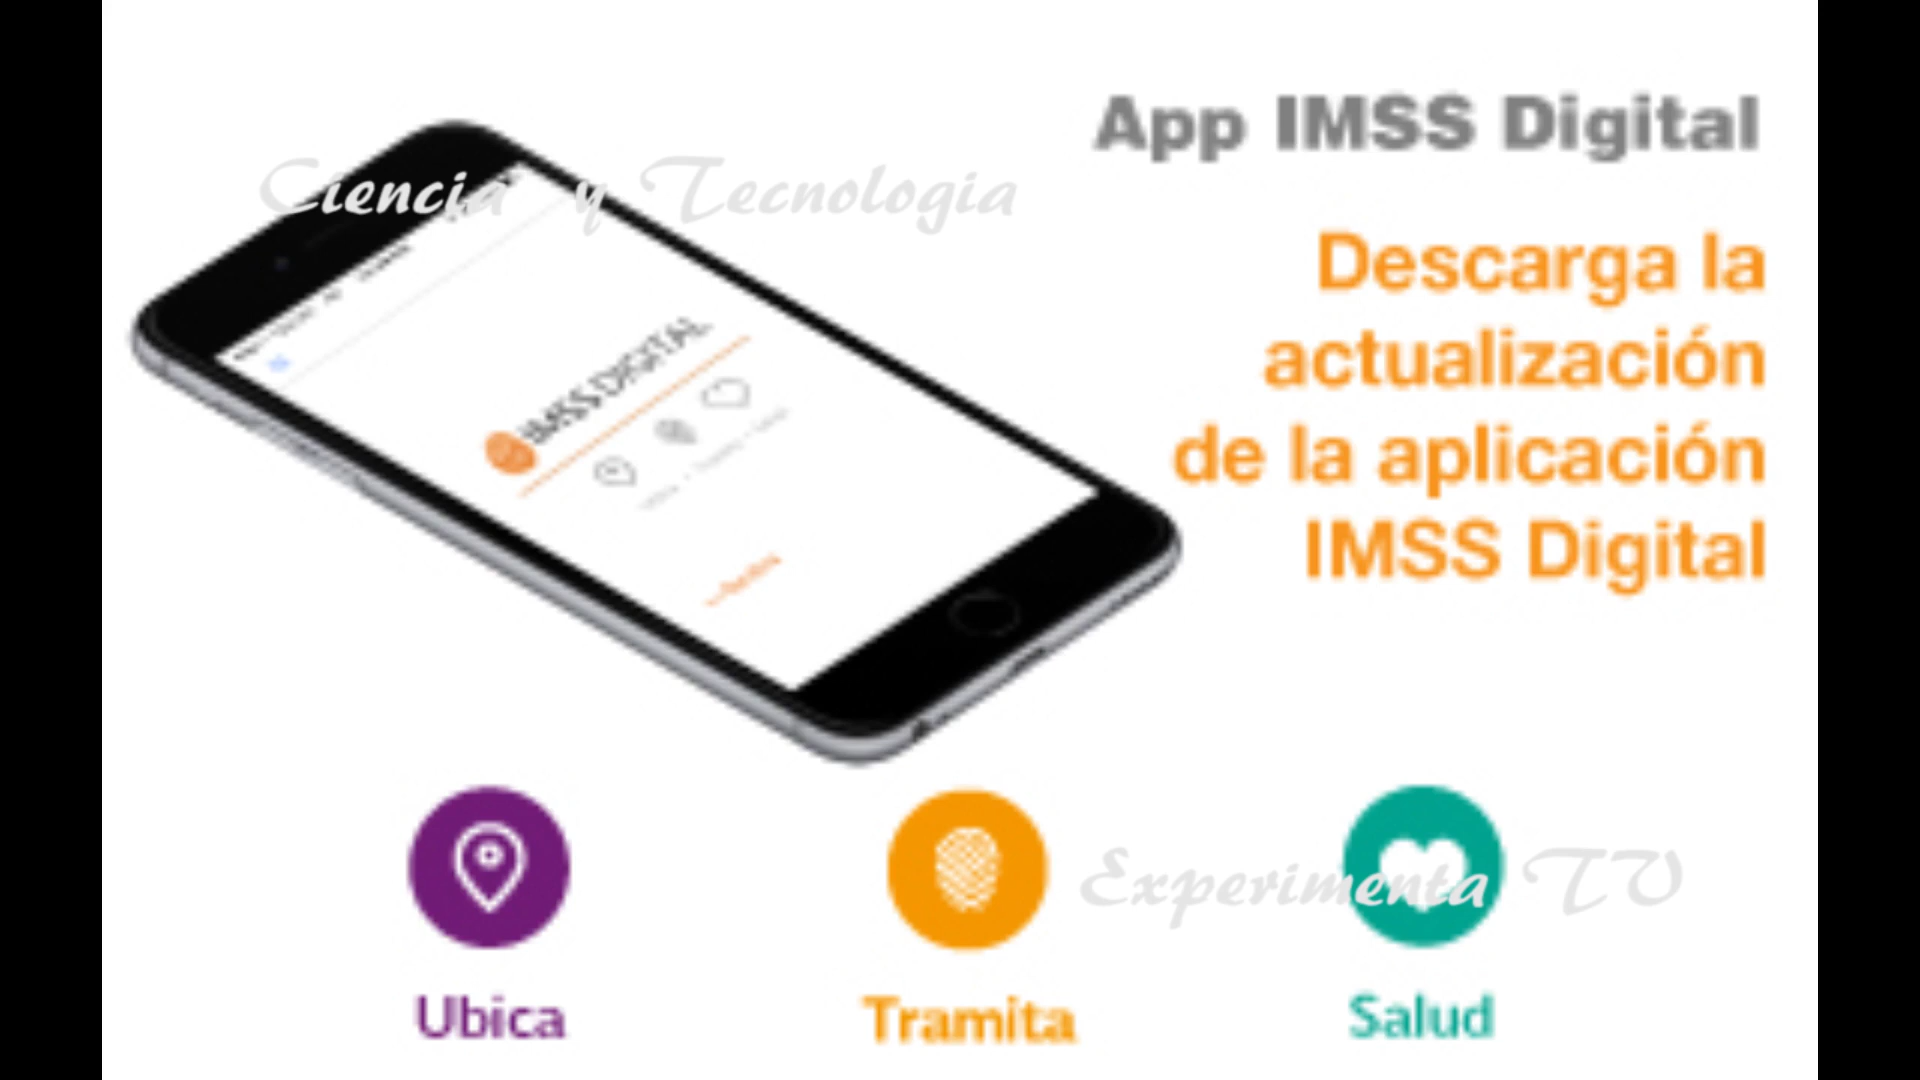 App IMSS Digital
Ciencia y Tecnologia
Descarga la
actualización
de la aplicación
IMSS Digital
IMSS DIGITAL
Experimenta TV
Ubica
Tramita
Salud